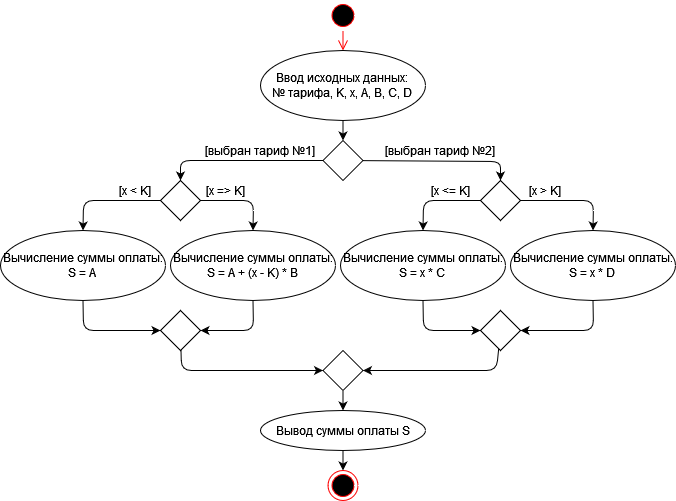 Ввод исходных данных:
№ тарифа, K, x, A, B, C, D
[выбран тариф №1]
[выбран тариф №2]
[x < K]
[x => K]
[x <= K]
[x > K]
Вычисление суммы оплаты:
S = A
Вычисление суммы оплаты:
S = A + (x - K) * B
Вычисление суммы оплаты:
S = x * C
Вычисление суммы оплаты:
S = x * D
Вывод суммы оплаты S